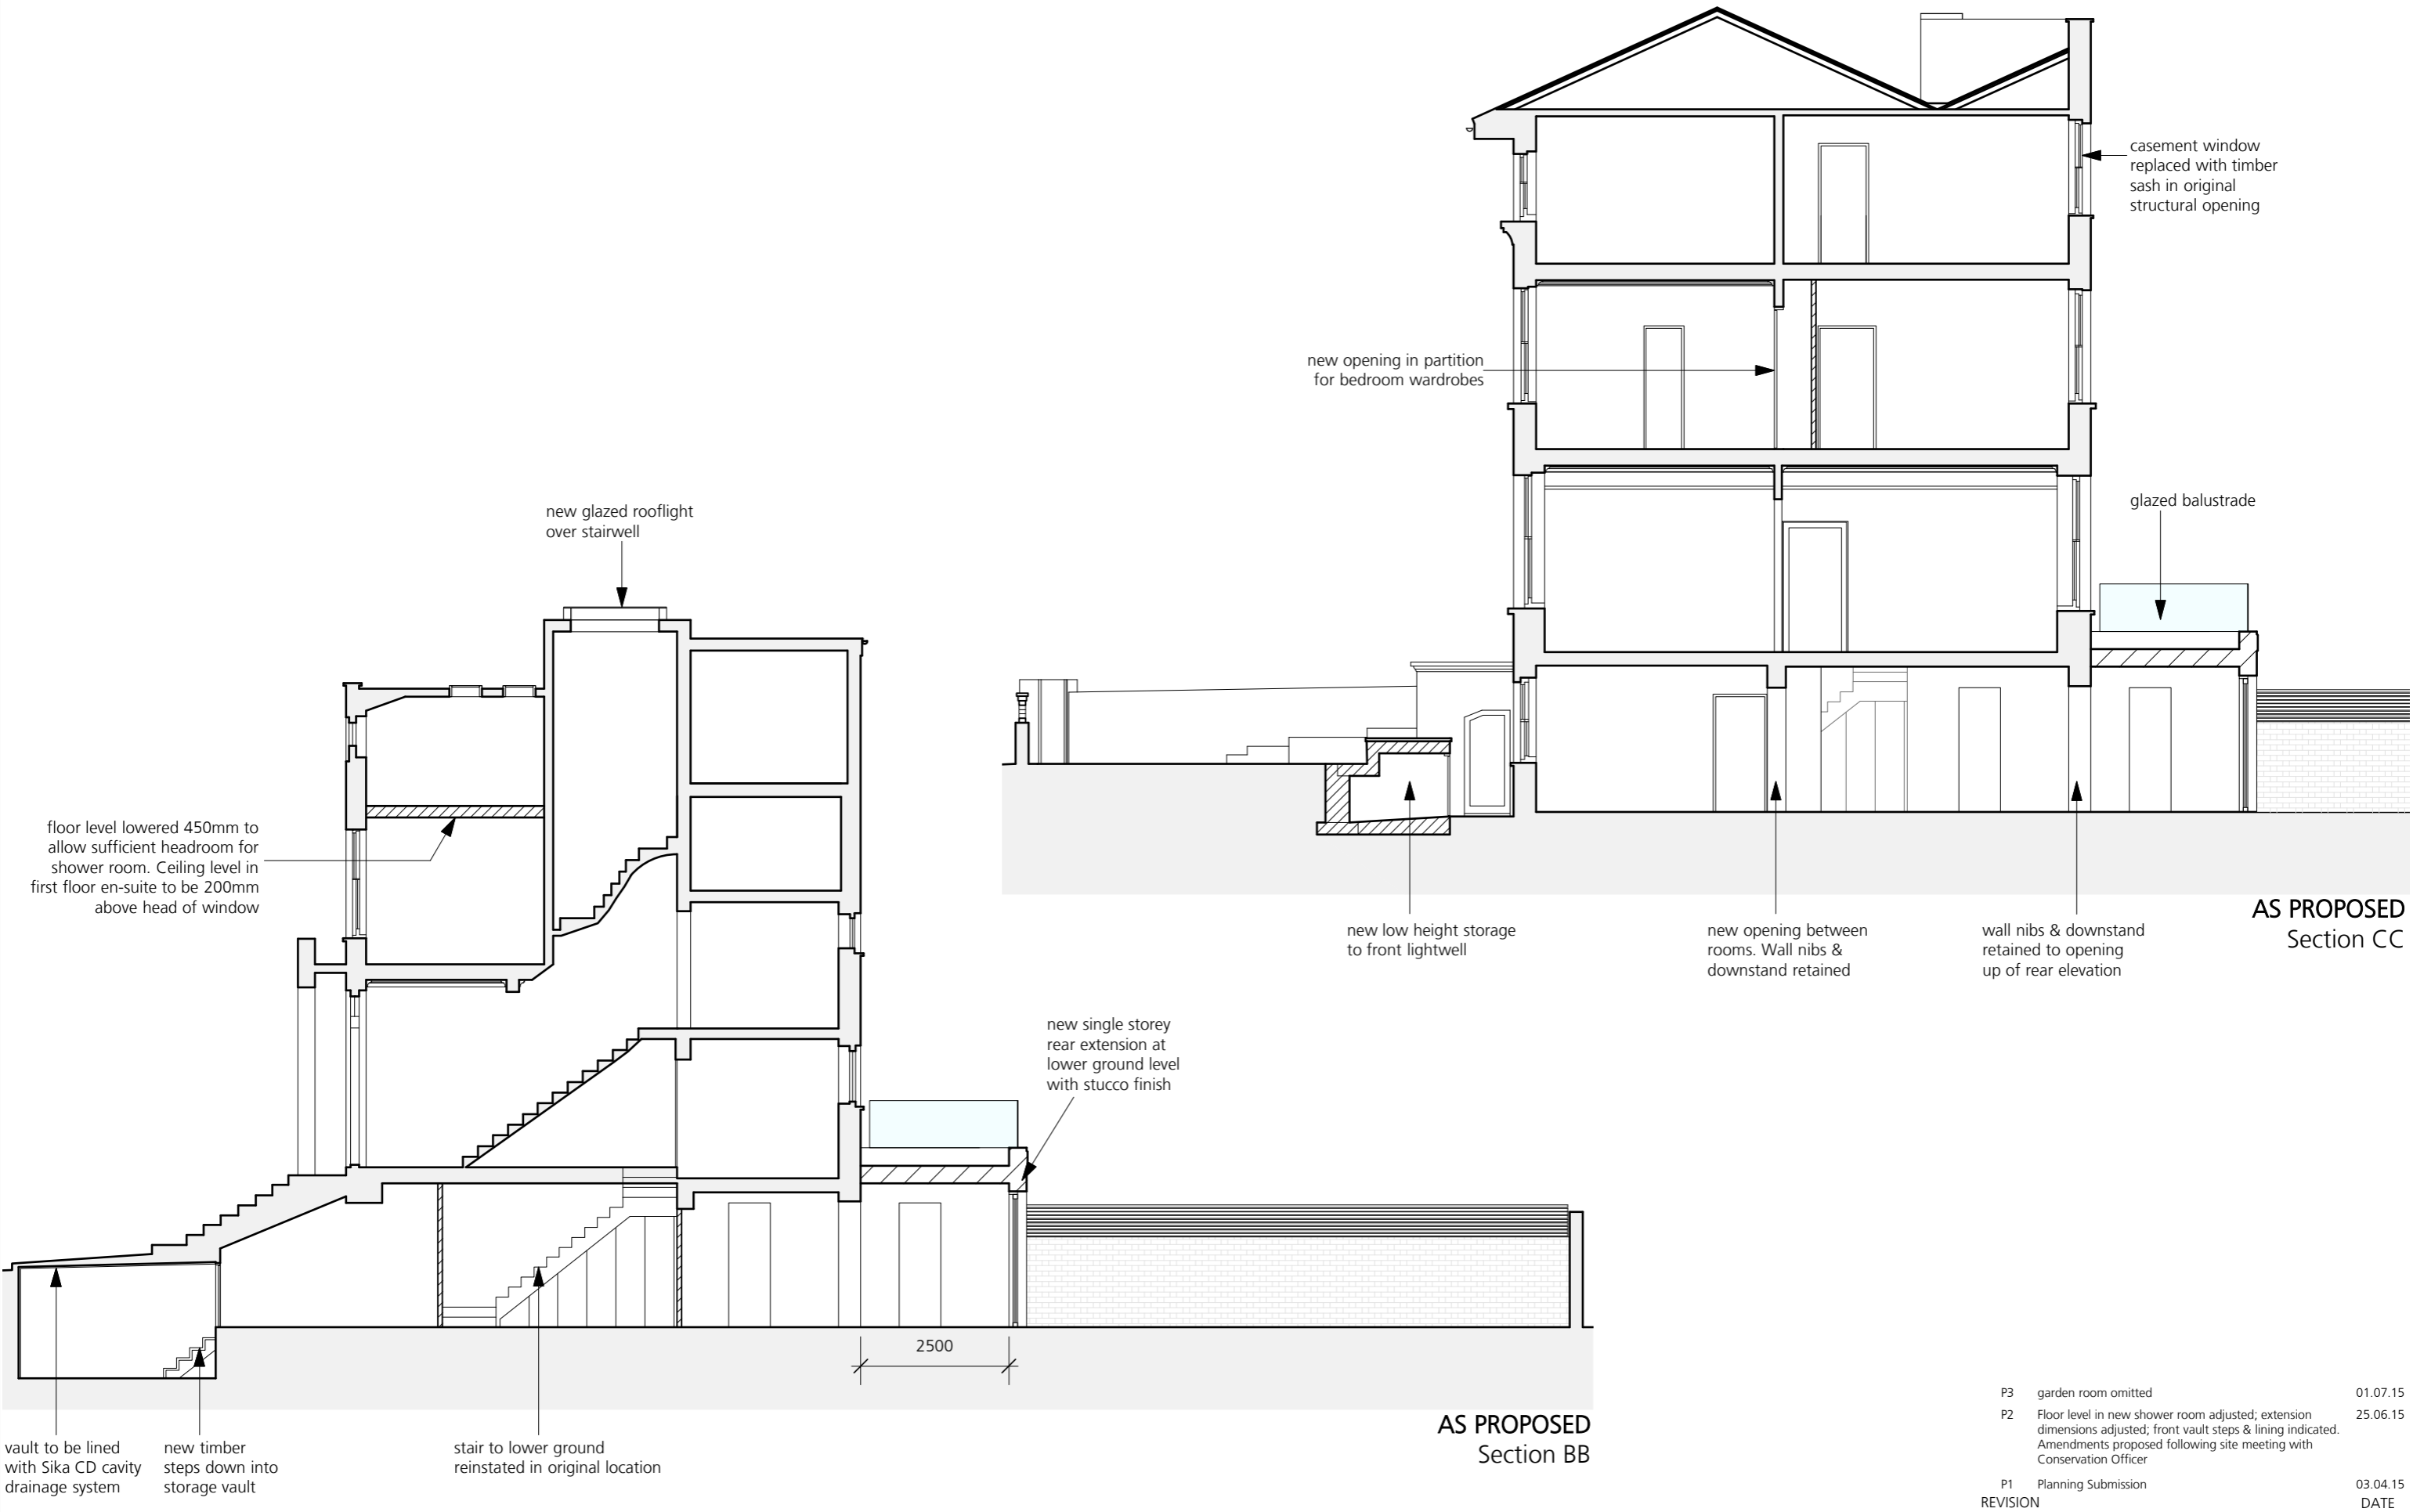 casement window
replaced with timber
sash in original
structural opening
new opening in partition
for bedroom wardrobes
glazed balustrade
new glazed rooflight
over stairwell
floor level lowered 450mm to
allow sufficient headroom for
shower room. Ceiling level in
first floor en-suite to be 200mm
above head of window
new low height storage
to front lightwell
new opening between
rooms. Wall nibs &
downstand retained
wall nibs & downstand
retained to opening
up of rear elevation
AS PROPOSED
Section CC
new single storey
rear extension at
lower ground level
with stucco finish
2500
vault to be lined
with Sika CD cavity
drainage system
new timber
steps down into
storage vault
stair to lower ground
reinstated in original location
AS PROPOSED
Section BB
P3 garden room omitted 01.07.15
P2 Floor level in new shower room adjusted; extension 25.06.15
dimensions adjusted; front vault steps & lining indicated.
Amendments proposed following site meeting with
Conservation Officer
P1 Planning Submission 03.04.15
REVISION DATE